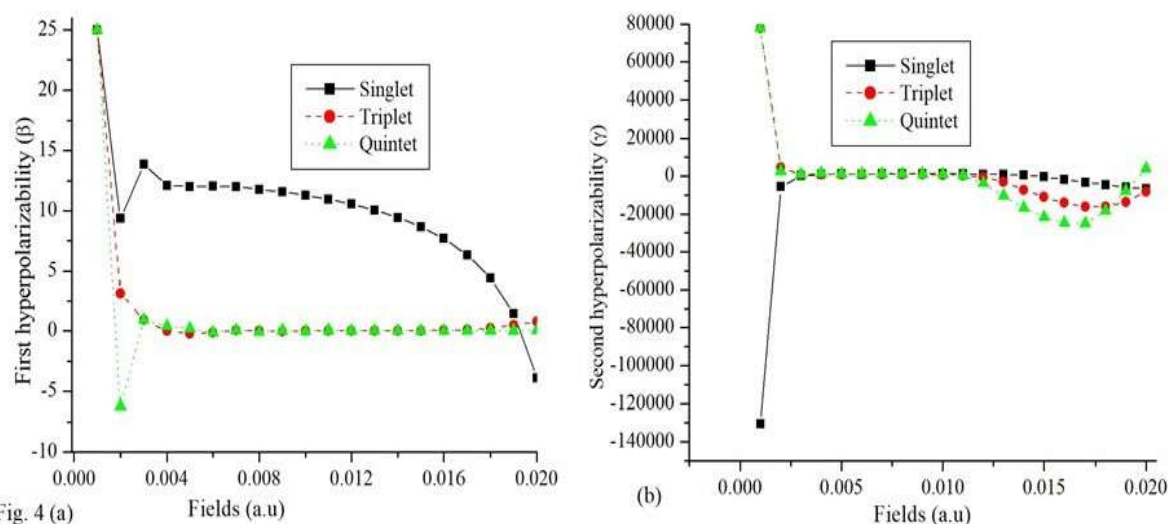 First hyperpolarizability (β)
25
20
15
10
5
0
-5
-10
0.000 0.004 0.008 0.012 0.016 0.020
Singlet
Triplet
Quintet
Fig. 4 (a)
Fields (a.u)
Second hyperpolarizability (γ)
80000
60000
40000
20000
0
-20000
-40000
-60000
-80000
-100000
-120000
-140000
0.000 0.005 0.010 0.015 0.020
Singlet
Triplet
Quintet
(b)
Fields (a.u)